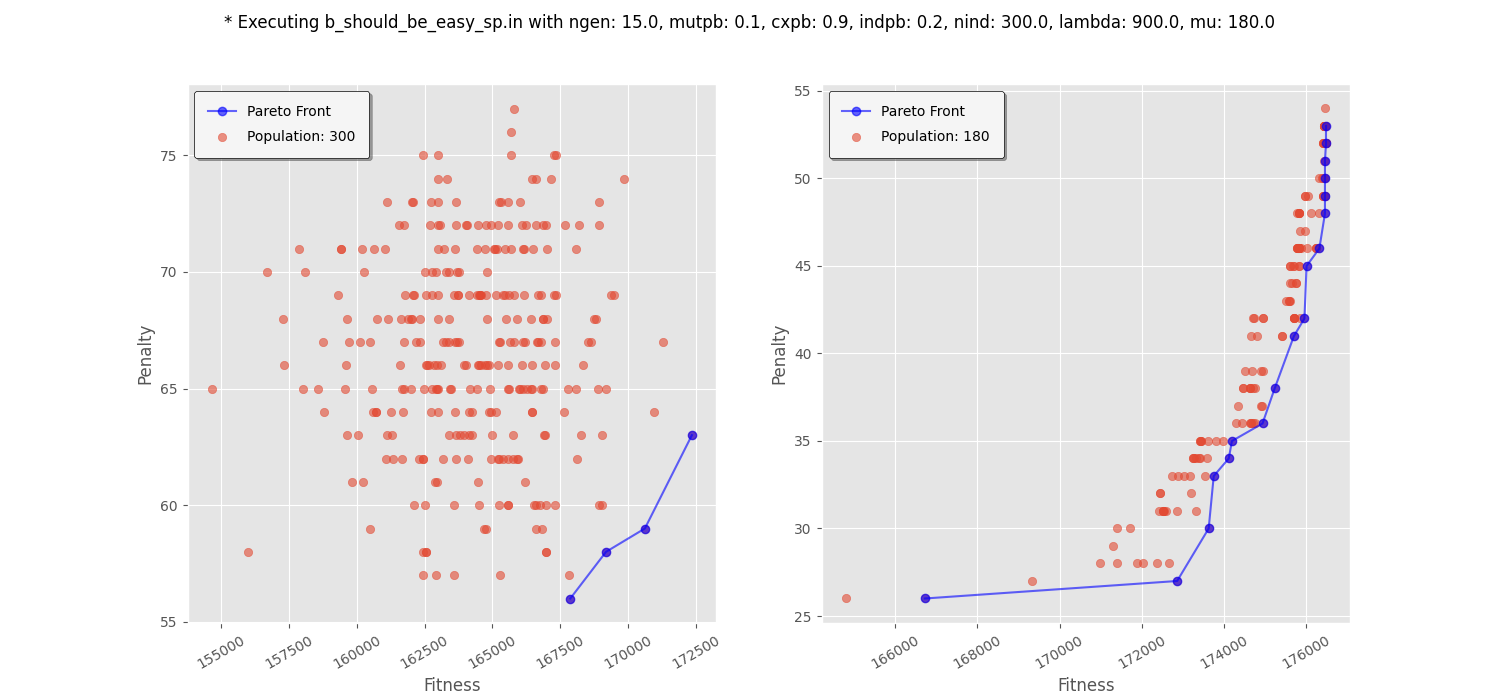 * Executing b_should_be_easy_sp.in with ngen: 15.0, mutpb: 0.1, cxpb: 0.9, indpb: 0.2, nind: 300.0, lambda: 900.0, mu: 180.0
Pareto Front
Population: 300
75
70
65
60
55
Penalty
155000
157500
160000
162500
165000
167500
170000
172500
Fitness
Pareto Front
Population: 180
55
50
45
40
35
30
25
Penalty
166000
168000
170000
172000
174000
176000
Fitness